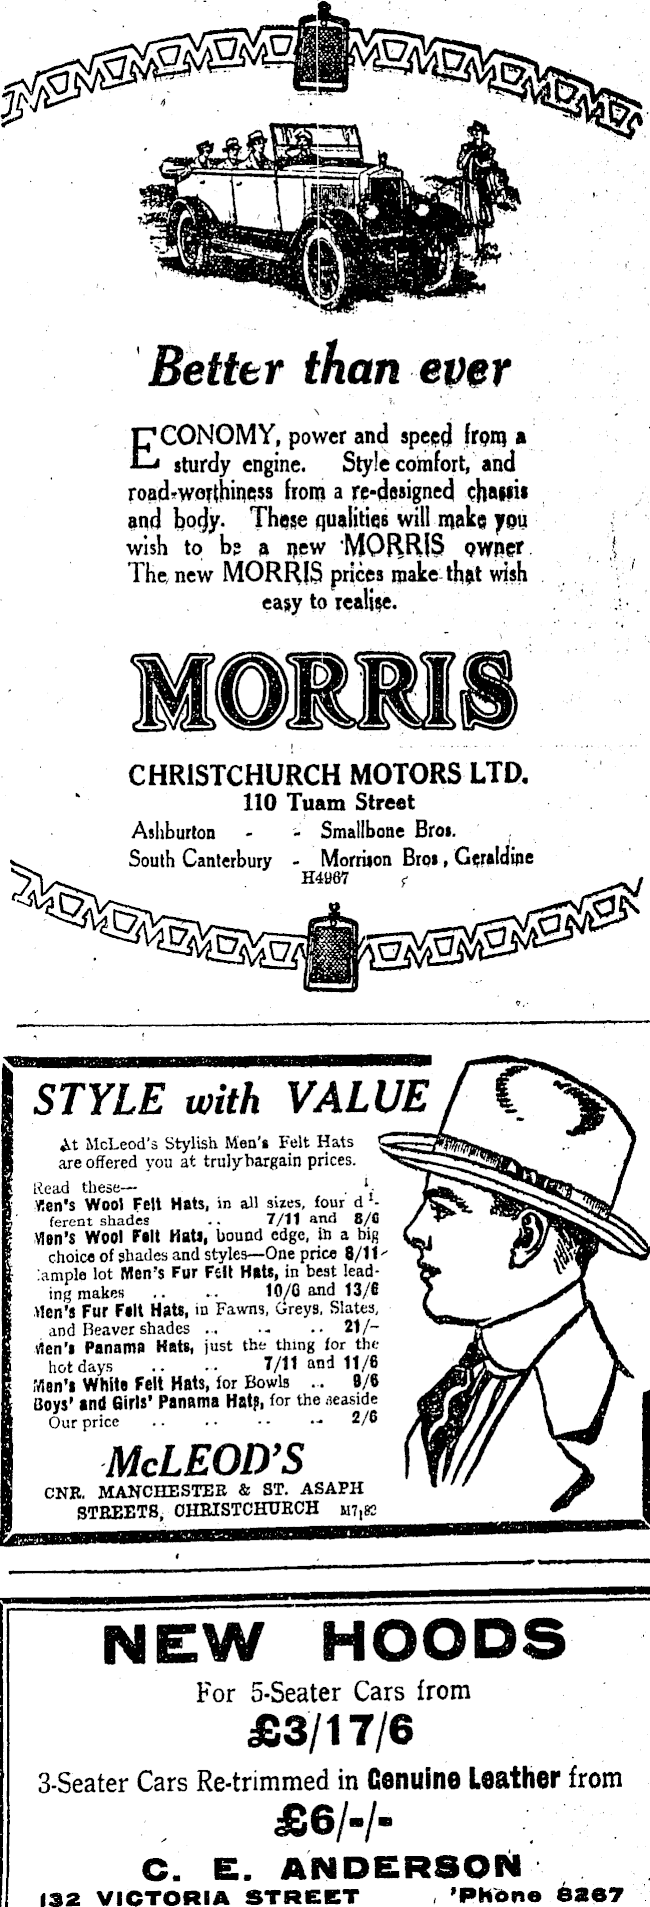 Better than ever
ECONOMY, power and speed from a
sturdy engine. Style comfort, and
road-worthiness from a re-designed chassis
and body. These qualities will make you
wish to be a new MORRIS owner
The new MORRIS prices make that wish
easy to realise.
MORRIS
CHRISTCHURCH MOTORS LTD.
110 Tuam Street
Ashburton - - Smallbone Bros.
South Canterbury - Morrison Bros, Geraldine
H4967
STYLE with VALUE
At McLeod's Stylish Men's Felt Hats
are offered you at truly bargain prices.
Read these—
Men's Wool Felt Hats, in all sizes, four dif-
ferent shades .. 7/11 and 8/6
Men's Wool Felt Hats, bound edge, in a big
choice of shades and styles—One price 8/11
Sample lot Men's Fur Felt Hats, in best lead-
ing makes .. .. 10/6 and 13/6
Men's Fur Felt Hats, in Fawns, Greys, Slates,
and Beaver shades .. .. .. 21/-
Men's Panama Hats, just the thing for the
hot days .. .. 7/11 and 11/6
Men's White Felt Hats, for Bowls .. 9/6
Boys' and Girls' Panama Hats, for the seaside
Our price .. .. .. .. 2/6
McLEOD'S
CNR. MANCHESTER & ST. ASAPH
STREETS, CHRISTCHURCH M7182
NEW HOODS
For 5-Seater Cars from
£3/17/6
3-Seater Cars Re-trimmed in Genuine Leather from
£6/-/-
C. E. ANDERSON
132 VICTORIA STREET 'Phone 8267